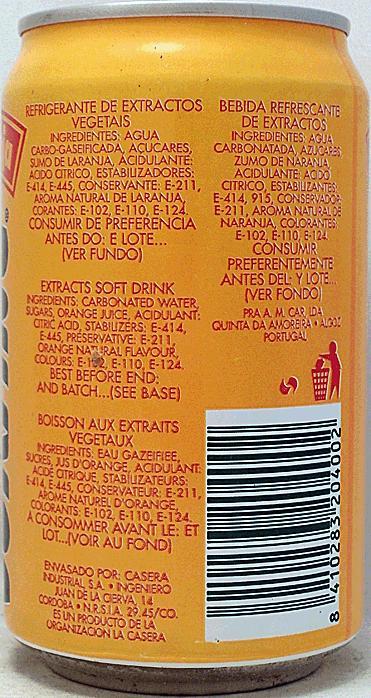 REFRIGERANTE DE EXTRACTOS
VEGETAIS
INGREDIENTES: AGUA
CARBO-GASEIFICADA, ACUCARES,
SUMO DE LARANJA, ACIDULANTE:
ACIDO CITRICO, ESTABILIZADORES:
E-414, E-445, CONSERVANTE: E-211,
AROMA NATURAL DE LARANJA,
CORANTES: E-102, E-110, E-124.
CONSUMIR DE PREFERENCIA
ANTES DO: E LOTE...
(VER FUNDO)
EXTRACTS SOFT DRINK
INGREDIENTS: CARBONATED WATER,
SUGARS, ORANGE JUICE, ACIDULANT:
CITRIC ACID, STABILIZERS: E-414,
E-445, PRESERVATIVE: E-211,
ORANGE NATURAL FLAVOUR,
COLOURS: E-102, E-110, E-124.
BEST BEFORE END:
AND BATCH...(SEE BASE)
BOISSON AUX EXTRAITS
VEGETAUX
INGREDIENTS: EAU GAZEIFIEE,
SUCRES, JUS D'ORANGE, ACIDULANT:
ACIDE CITRIQUE, STABILIZATEURS:
E-414, E-445, CONSERVATEUR: E-211,
AROME NATUREL D'ORANGE,
COLORANTS: E-102, E-110, E-124.
A CONSOMMER AVANT LE: ET
LOT...(VOIR AU FOND)
ENVASADO POR: CASERA
INDUSTRIAL S.A. • INGENIERO
JUAN DE LA CIERVA, 14
CORDOBA • N.R.S.I.A. 29.45/CO.
ES UN PRODUCTO DE LA
ORGANIZACION LA CASERA
BEBIDA REFRESCANTE
DE EXTRACTOS
INGREDIENTES: AGUA
CARBONATADA, AZUCARES,
ZUMO DE NARANJA,
ACIDULANTE: ACIDO
CITRICO, ESTABILIZANTES:
E-414, 915, CONSERVADOR:
E-211, AROMA NATURAL DE
NARANJA, COLORANTES:
E-102, E-110, E-124.
CONSUMIR
PREFERENTEMENTE
ANTES DEL- Y LOTE...
(VER FONDO)
PRA A. M. CAR, LDA
QUINTA DA AMOREIRA • ALGOZ
PORTUGAL
8 410283 204002